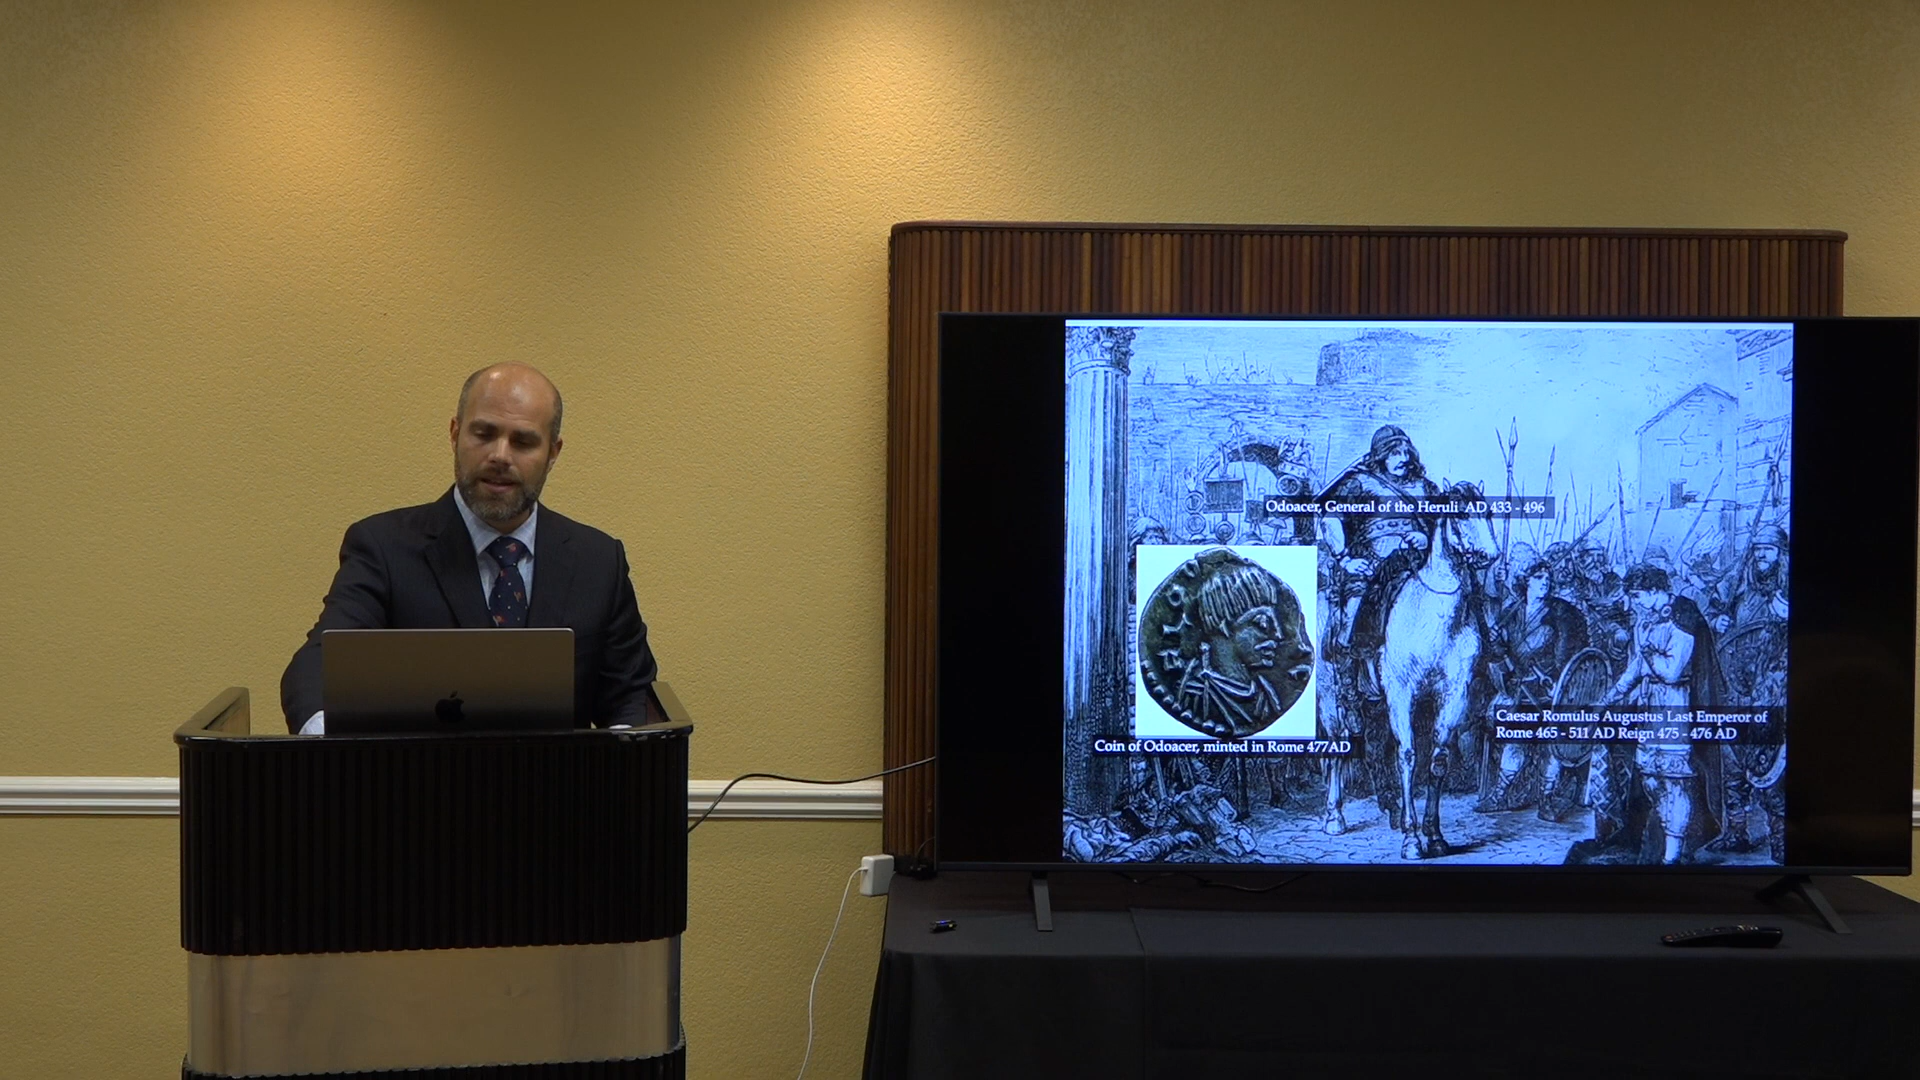 Odoacer, General of the Heruli AD 433 - 496
Coin of Odoacer, minted in Rome 477AD
Caesar Romulus Augustus Last Emperor of
Rome 465 - 511 AD Reign 475 - 476 AD